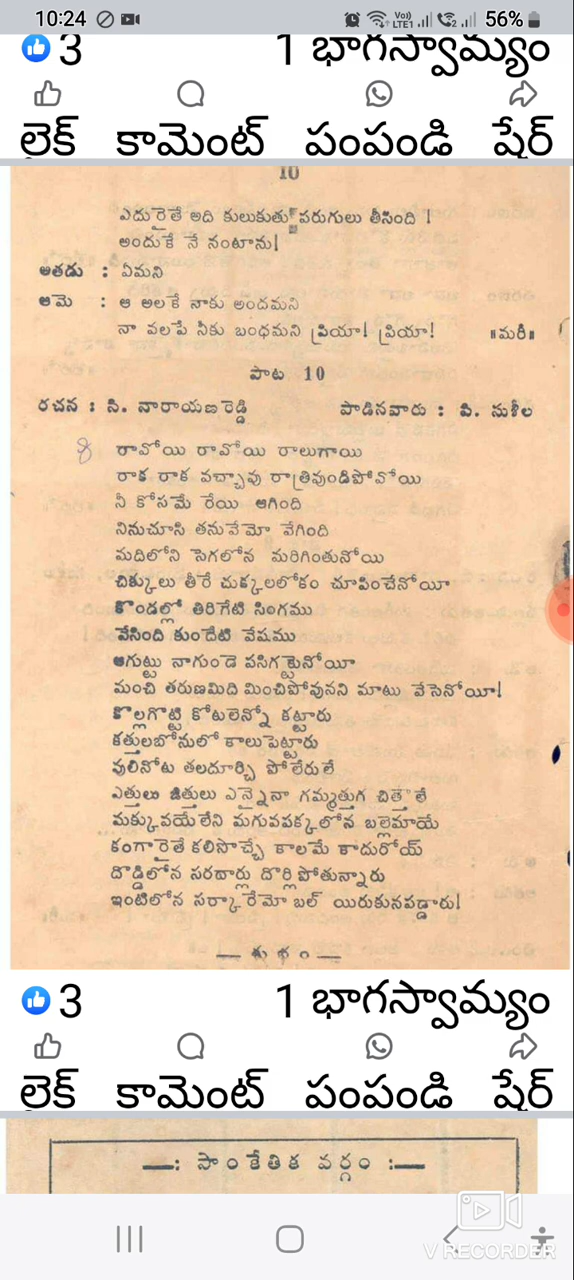 10:24 56%
3 1 భాగస్వామ్యం
లైక్ కామెంట్ పంపండి షేర్
10
ఎదురైతే అది కులుకుతు పరుగులు తీసింది !
అందుకే నే నంటాను!
అతడు : ఏమని
ఆమె : ఆ అలకే నాకు అందమని
నా వలపే నీకు బంధమని ప్రియా! ప్రియా! ॥మరీ॥
పాట 10
రచన : సి. నారాయణరెడ్డి పాడినవారు : పి. సుశీల
రావోయి రావోయి రాలుగాయి
రాక రాక వచ్చావు రాత్రివుండిపోవోయి
నీ కోసమే రేయి ఆగింది
నినుచూసి తనువేమో వేగింది
మదిలోని సెగలోన మరిగింతునోయి
చిక్కులు తీరే చుక్కలలోకం చూపించేనోయీ
కొండల్లో తిరిగేటి సింగము
వేసింది కుందేటి వేషము
ఆగుట్టు నాగుండె పసిగట్టెనోయీ
మంచి తరుణమిది మించిపోవునని మాటు వేసెనోయీ!
కొల్లగొట్టి కోటలెన్నో కట్టారు
కత్తులబోనులో కాలుపెట్టారు
పులినోట తలదూర్చి పోలేరులే
ఎత్తులు జిత్తులు ఎన్నైనా గమ్మత్తుగ చిత్తౌలే
మక్కువయేలేని మగువపక్కలోన బల్లెమాయే
కంగారైతే కలిసొచ్చే కాలమే కాదురోయ్
దొడ్డిలోన సరదార్లు దొర్లిపోతున్నారు
ఇంటిలోన సర్కారేమో బల్ యిరుకునపడ్డారు!
— శుభం —
3 1 భాగస్వామ్యం
లైక్ కామెంట్ పంపండి షేర్
—: సాంకేతిక వర్గం :—
V RECORDER